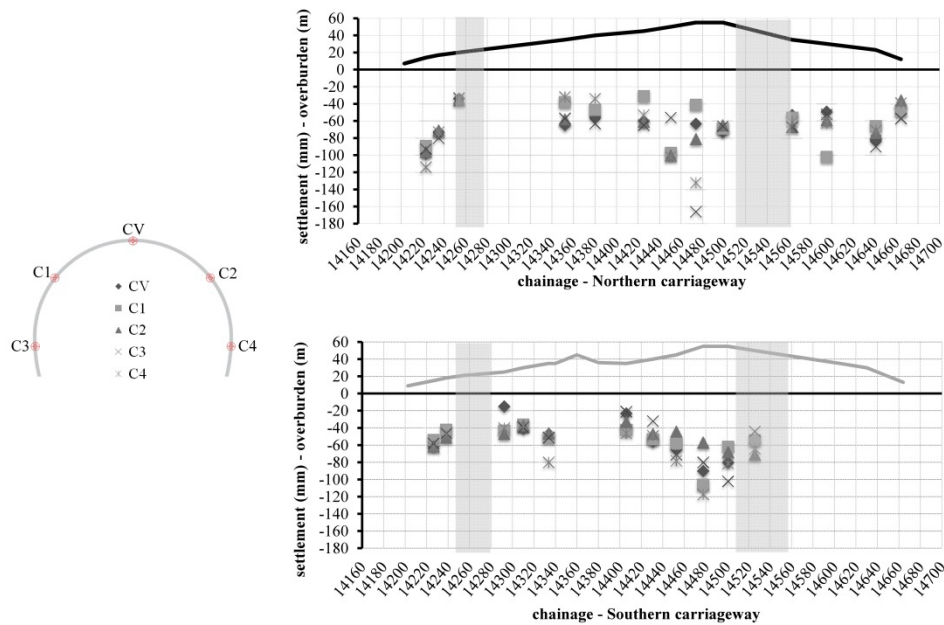 CV
C1
C2
C3
C4
CV
C1
C2
C3
C4
settlement (mm) - overburden (m)
60
40
20
0
-20
-40
-60
-80
-100
-120
-140
-160
-180
14160 14180 14200 14220 14240 14260 14280 14300 14320 14340 14360 14380 14400 14420 14440 14460 14480 14500 14520 14540 14560 14580 14600 14620 14640 14660 14680 14700
chainage - Northern carriageway
settlement (mm) - overburden (m)
60
40
20
0
-20
-40
-60
-80
-100
-120
-140
-160
-180
14160 14180 14200 14220 14240 14260 14280 14300 14320 14340 14360 14380 14400 14420 14440 14460 14480 14500 14520 14540 14560 14580 14600 14620 14640 14660 14680 14700
chainage - Southern carriageway